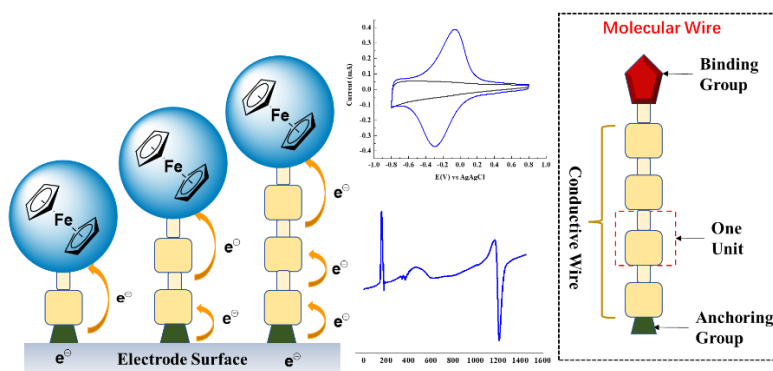 Fe
Fe
Fe
e⊖
e⊖
e⊖
e⊖
e⊖
e⊖
e⊖
Electrode Surface
e⊖
Current (mA)
0.4
0.3
0.2
0.1
0.0
0.1
0.2
0.3
0.4
-1.0 -0.8 -0.6 -0.4 -0.2 -0.0 0.2 0.4 0.6 0.8 1.0
E(V) vs AgAgCl
0 200 400 600 800 1000 1200 1400 1600
Molecular Wire
Binding
Group
Conductive Wire
One
Unit
Anchoring
Group